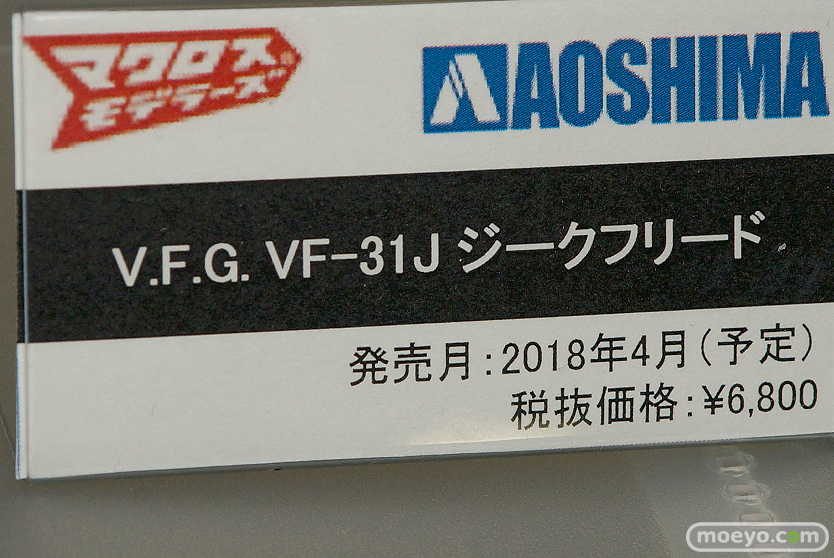 マクロス
モデラーズ
AOSHIMA
V.F.G. VF-31J ジークフリード
発売月:2018年4月(予定)
税抜価格:¥6,800
moeyo.com